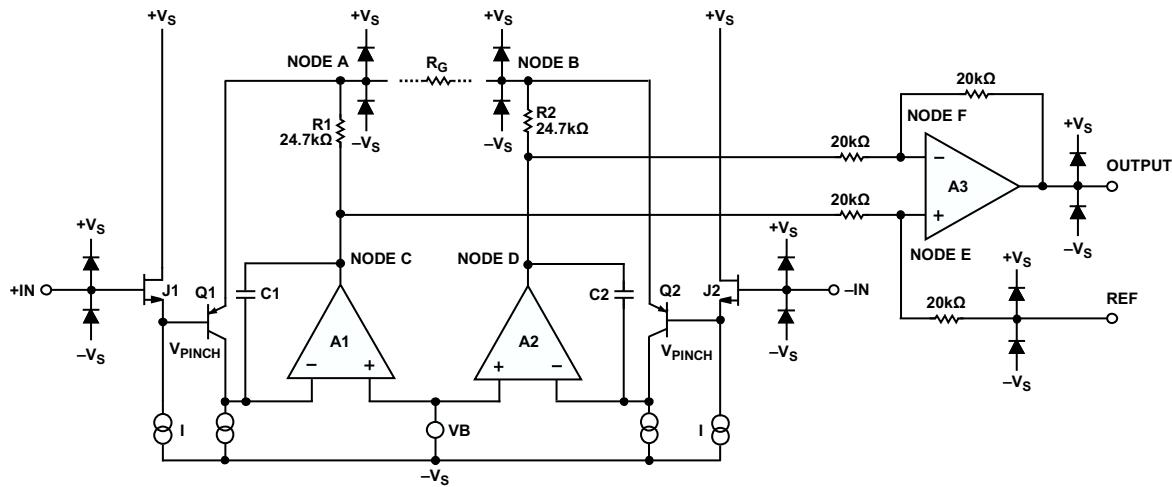 +VS
+VS
+VS
+VS
NODE A
RG
NODE B
20kΩ
R1
24.7kΩ
–VS
–VS
R2
24.7kΩ
NODE F
20kΩ
+VS
–
A3
OUTPUT
20kΩ
+
–VS
NODE E
+VS
+VS
+VS
NODE C
NODE D
+IN
J1
Q1
C1
C2
Q2
J2
–IN
20kΩ
REF
–VS
VPINCH
A1
A2
VPINCH
–VS
–VS
–
+
+
–
I
VB
I
–VS